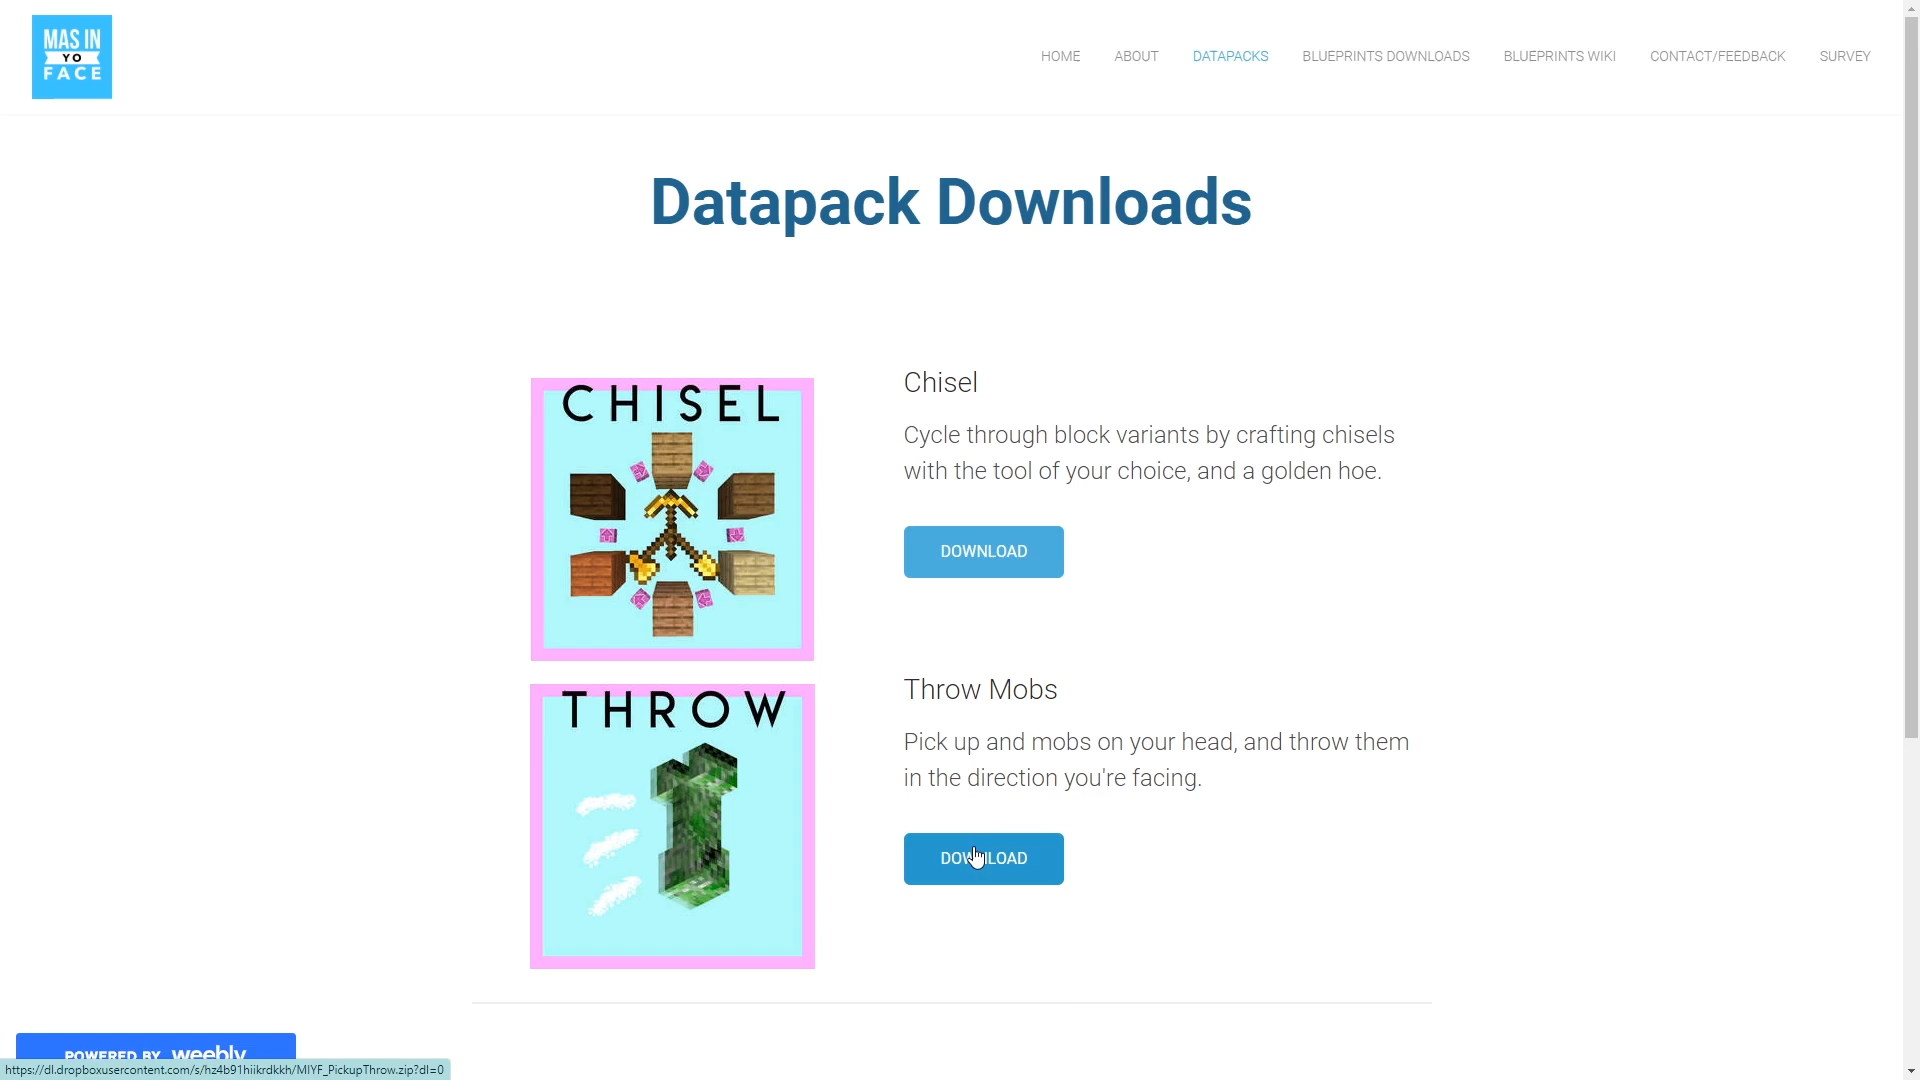 MAS IN
YO
FACE
HOME ABOUT DATAPACKS BLUEPRINTS DOWNLOADS BLUEPRINTS WIKI CONTACT/FEEDBACK SURVEY
Datapack Downloads
CHISEL
Chisel
Cycle through block variants by crafting chisels
with the tool of your choice, and a golden hoe.
DOWNLOAD
THROW
Throw Mobs
Pick up and mobs on your head, and throw them
in the direction you're facing.
DOWNLOAD
POWERED BY weebly
https://dl.dropboxusercontent.com/s/hz4b91hiikrdkkh/MIYF_PickupThrow.zip?dl=0